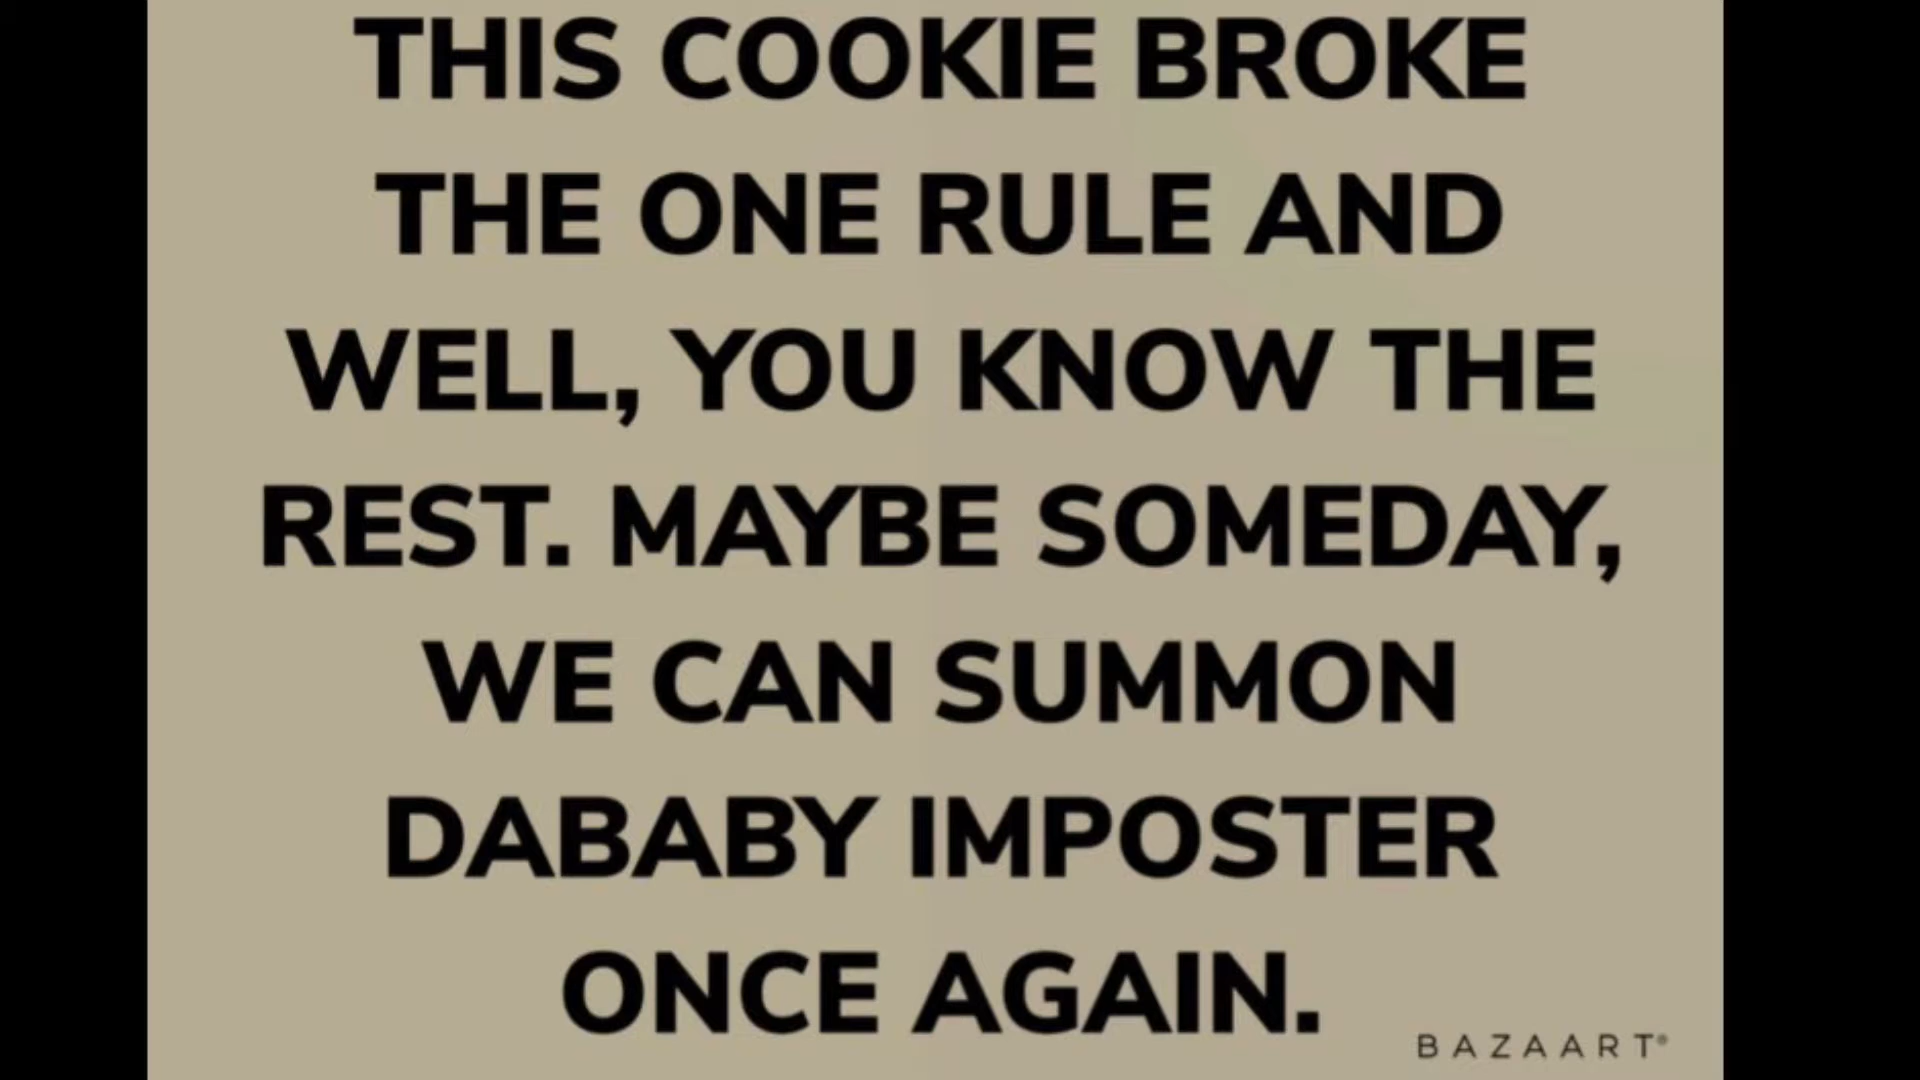 THIS COOKIE BROKE
THE ONE RULE AND
WELL, YOU KNOW THE
REST. MAYBE SOMEDAY,
WE CAN SUMMON
DABABY IMPOSTER
ONCE AGAIN.
BAZAART®